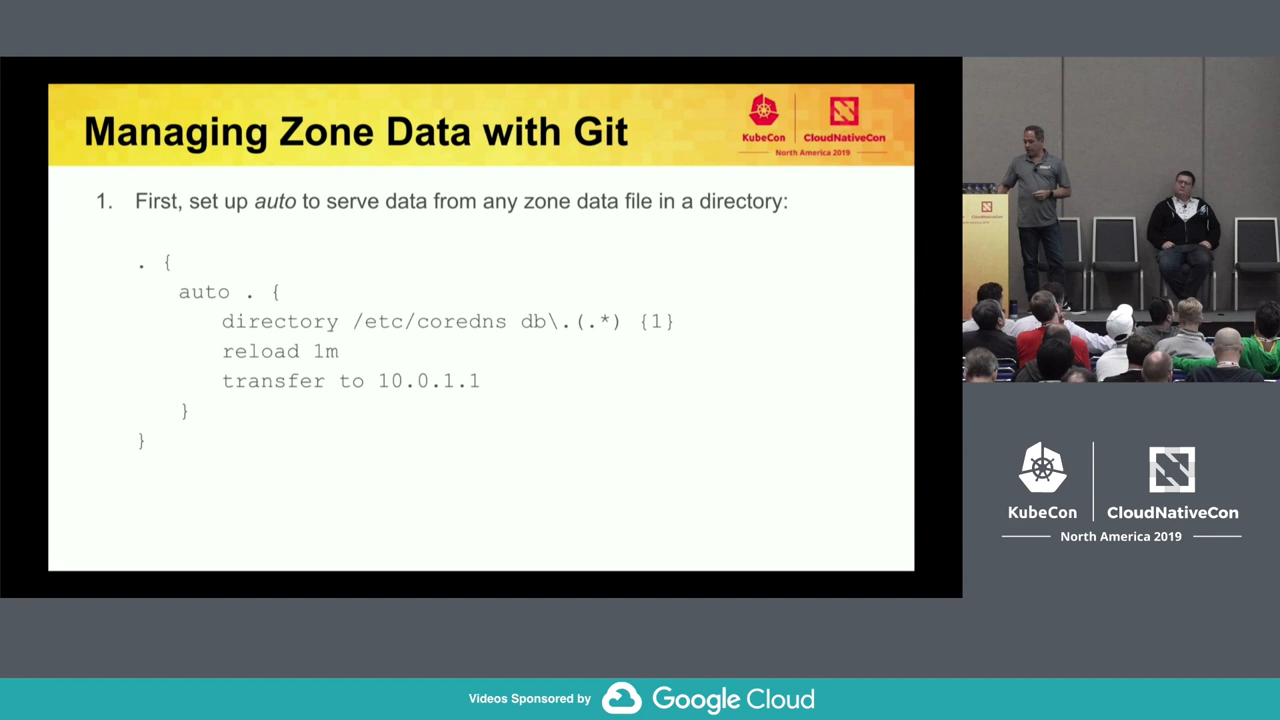 Managing Zone Data with Git
KubeCon
CloudNativeCon
North America 2019
1. First, set up auto to serve data from any zone data file in a directory:
. {
auto . {
directory /etc/coredns db\.(.*) {1}
reload 1m
transfer to 10.0.1.1
}
}
KubeCon
CloudNativeCon
North America 2019
Videos Sponsored by
Google Cloud